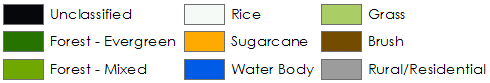 Unclassified Rice Grass
Forest - Evergreen Sugarcane Brush
Forest - Mixed Water Body Rural/Residential